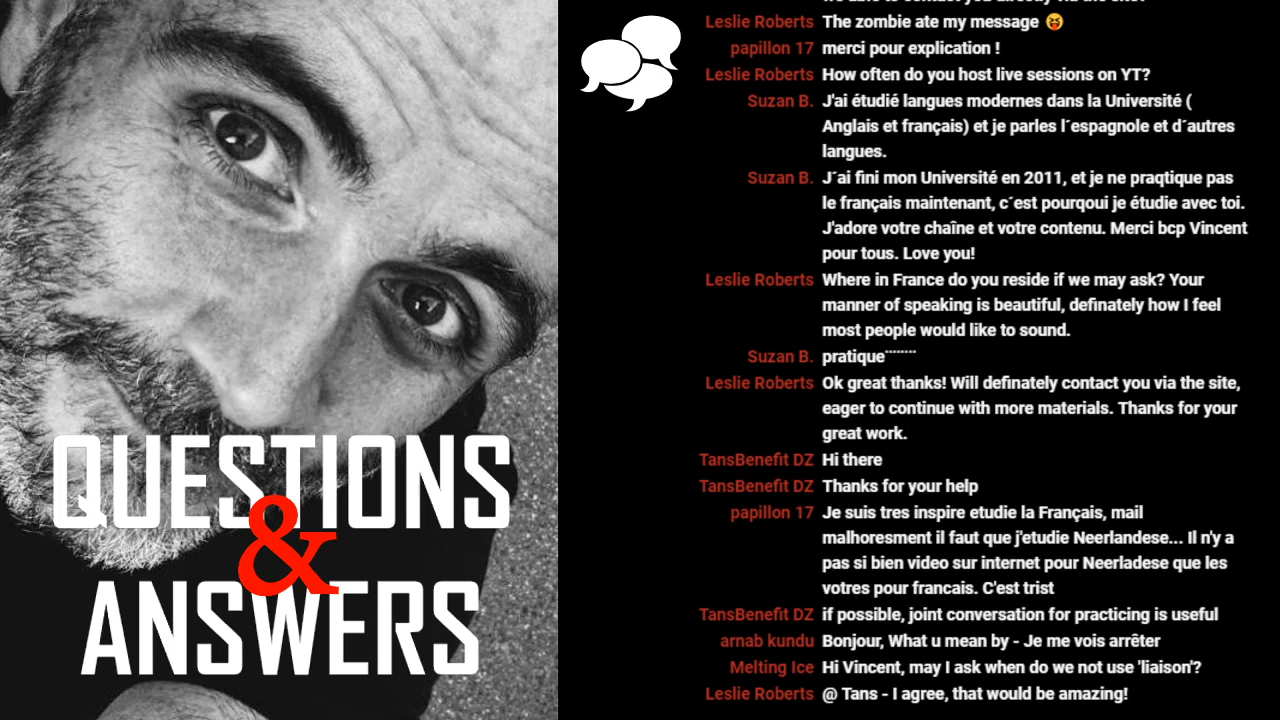 QUESTIONS
&
ANSWERS
Leslie Roberts The zombie ate my message 😝
papillon 17 merci pour explication !
Leslie Roberts How often do you host live sessions on YT?
Suzan B. J'ai étudié langues modernes dans la Université (
Anglais et français) et je parles l´espagnole et d´autres
langues.
Suzan B. J´ai fini mon Université en 2011, et je ne praqtique pas
le français maintenant, c´est pourqoui je étudie avec toi.
J'adore votre chaîne et votre contenu. Merci bcp Vincent
pour tous. Love you!
Leslie Roberts Where in France do you reside if we may ask? Your
manner of speaking is beautiful, definately how I feel
most people would like to sound.
Suzan B. pratique¨¨¨¨
Leslie Roberts Ok great thanks! Will definately contact you via the site,
eager to continue with more materials. Thanks for your
great work.
TansBenefit DZ Hi there
TansBenefit DZ Thanks for your help
papillon 17 Je suis tres inspire etudie la Français, mail
malhoresment il faut que j'etudie Neerlandese... Il n'y a
pas si bien video sur internet pour Neerladese que les
votres pour francais. C'est trist
TansBenefit DZ if possible, joint conversation for practicing is useful
arnab kundu Bonjour, What u mean by - Je me vois arrêter
Melting Ice Hi Vincent, may I ask when do we not use 'liaison'?
Leslie Roberts @ Tans - I agree, that would be amazing!